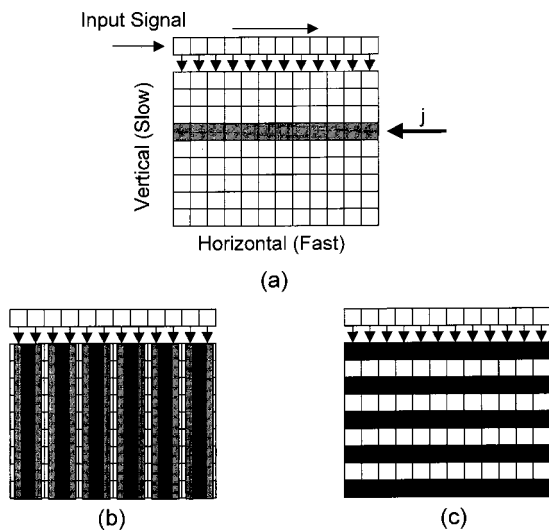 Input Signal
Vertical (Slow)
j
Horizontal (Fast)
(a)
(b)
(c)